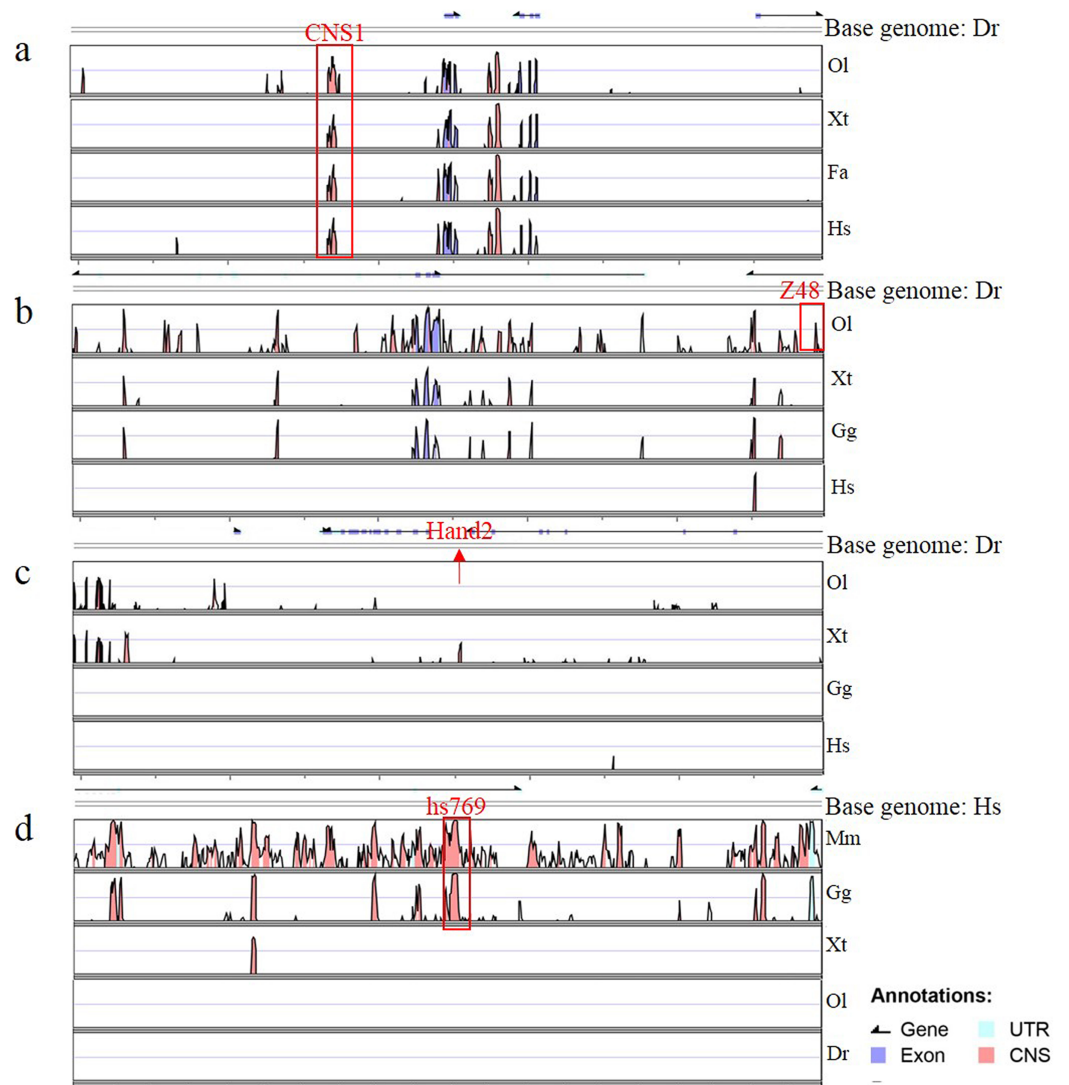 CNS1
Base genome: Dr
a
Ol
Xt
Fa
Hs
Z48
Base genome: Dr
b
Ol
Xt
Gg
Hs
Hand2
Base genome: Dr
c
Ol
Xt
Gg
Hs
hs769
Base genome: Hs
d
Mm
Gg
Xt
Ol
Dr
Annotations:
Gene UTR
Exon CNS